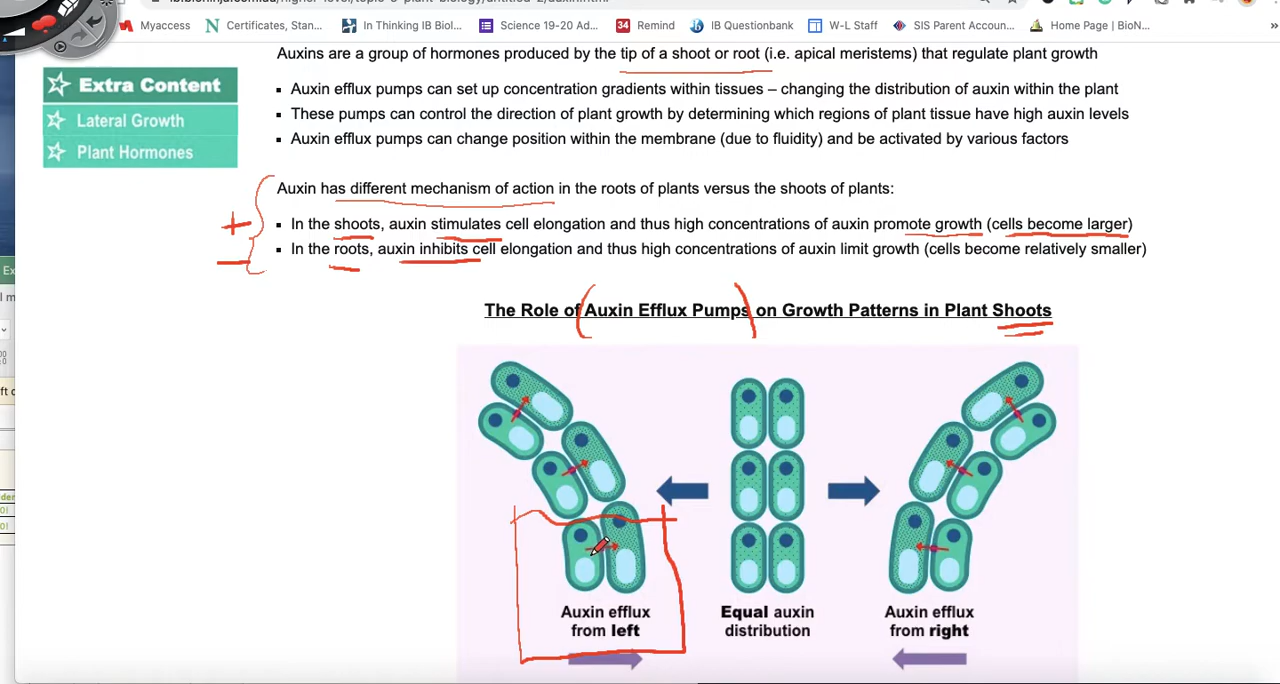 Myaccess
Certificates, Stan...
In Thinking IB Biol...
Science 19-20 Ad...
34 Remind
IB Questionbank
W-L Staff
SIS Parent Accoun...
Home Page | BioN...
»
Auxins are a group of hormones produced by the tip of a shoot or root (i.e. apical meristems) that regulate plant growth
Extra Content
Lateral Growth
Plant Hormones
▪ Auxin efflux pumps can set up concentration gradients within tissues – changing the distribution of auxin within the plant
▪ These pumps can control the direction of plant growth by determining which regions of plant tissue have high auxin levels
▪ Auxin efflux pumps can change position within the membrane (due to fluidity) and be activated by various factors
Auxin has different mechanism of action in the roots of plants versus the shoots of plants:
+
▪ In the shoots, auxin stimulates cell elongation and thus high concentrations of auxin promote growth (cells become larger)
–
▪ In the roots, auxin inhibits cell elongation and thus high concentrations of auxin limit growth (cells become relatively smaller)
The Role of Auxin Efflux Pumps on Growth Patterns in Plant Shoots
Auxin efflux
from left
Equal auxin
distribution
Auxin efflux
from right